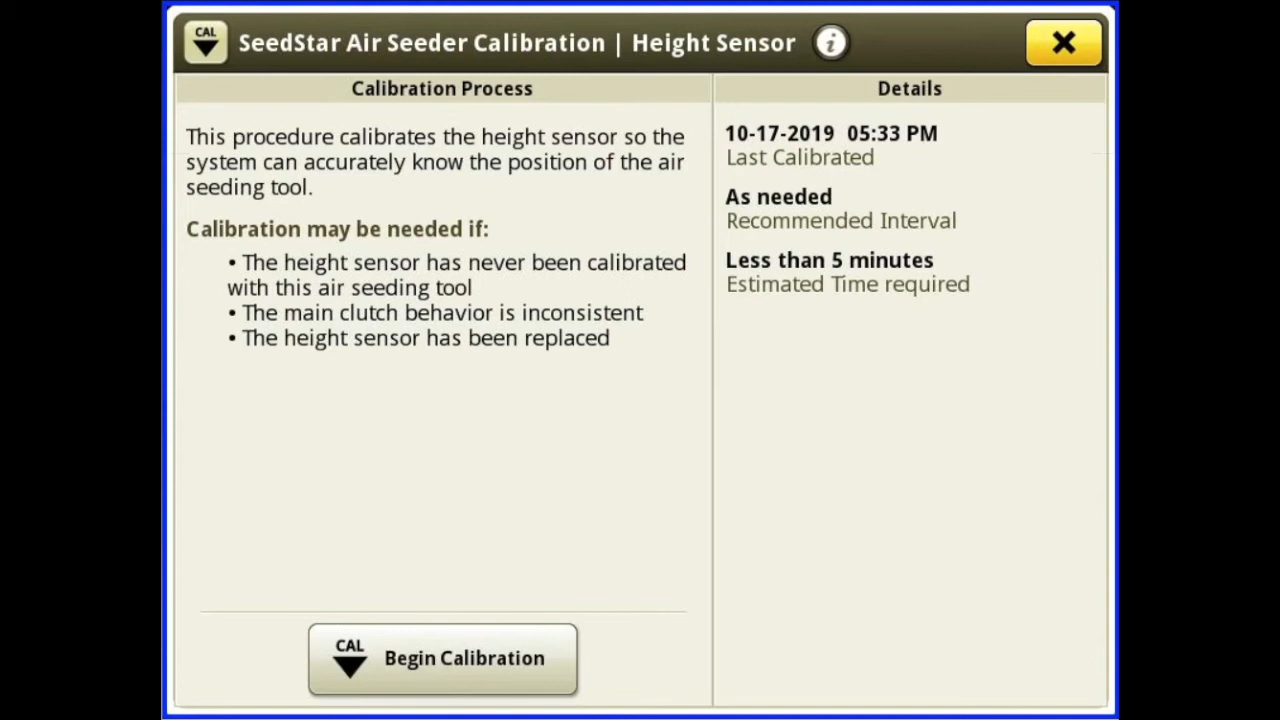 CAL
SeedStar Air Seeder Calibration | Height Sensor
i
Calibration Process
This procedure calibrates the height sensor so the
system can accurately know the position of the air
seeding tool.
Calibration may be needed if:
• The height sensor has never been calibrated
with this air seeding tool
• The main clutch behavior is inconsistent
• The height sensor has been replaced
CAL
Begin Calibration
Details
10-17-2019 05:33 PM
Last Calibrated
As needed
Recommended Interval
Less than 5 minutes
Estimated Time required